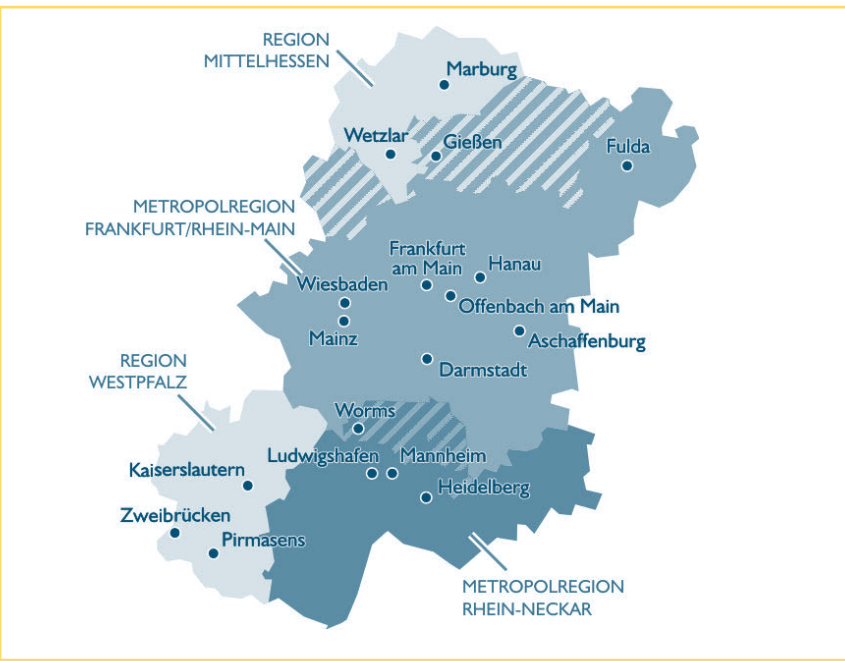 REGION
MITTELHESSEN
Marburg
Wetzlar
Gießen
Fulda
METROPOLREGION
FRANKFURT/RHEIN-MAIN
Frankfurt
am Main
Hanau
Wiesbaden
Offenbach am Main
Mainz
Aschaffenburg
REGION
WESTPFALZ
Darmstadt
Worms
Ludwigshafen
Mannheim
Kaiserslautern
Heidelberg
Zweibrücken
Pirmasens
METROPOLREGION
RHEIN-NECKAR